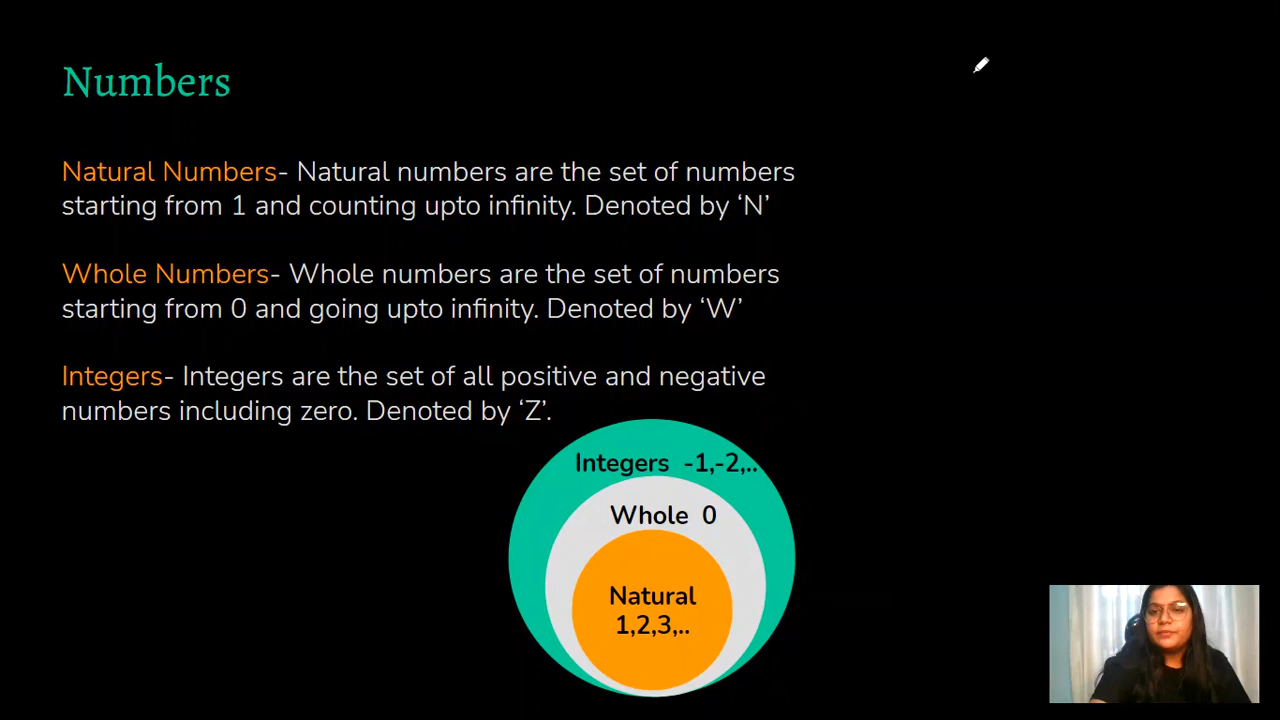 Numbers
Natural Numbers- Natural numbers are the set of numbers
starting from 1 and counting upto infinity. Denoted by ‘N’
Whole Numbers- Whole numbers are the set of numbers
starting from 0 and going upto infinity. Denoted by ‘W’
Integers- Integers are the set of all positive and negative
numbers including zero. Denoted by ‘Z’.
Integers -1,-2,..
Whole 0
Natural
1,2,3,..